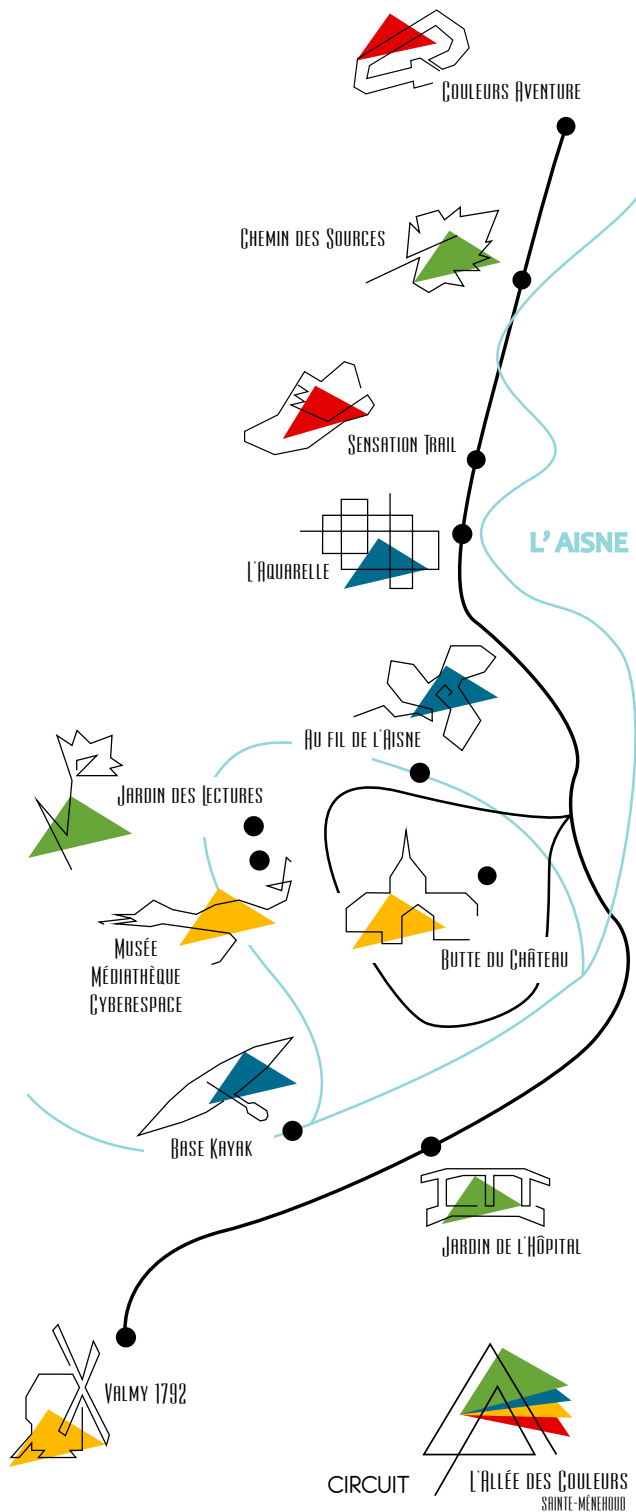 Couleurs Aventure
Chemin des Sources
Sensation Trail
L'AISNE
L'Aquarelle
Au fil de l'Aisne
Jardin des Lectures
Musée
Médiathèque
Cyberespace
Butte du Château
Base Kayak
Jardin de l'Hôpital
Valmy 1792
CIRCUIT
L'Allée des Couleurs
SAINTE-MÉNEHOULD